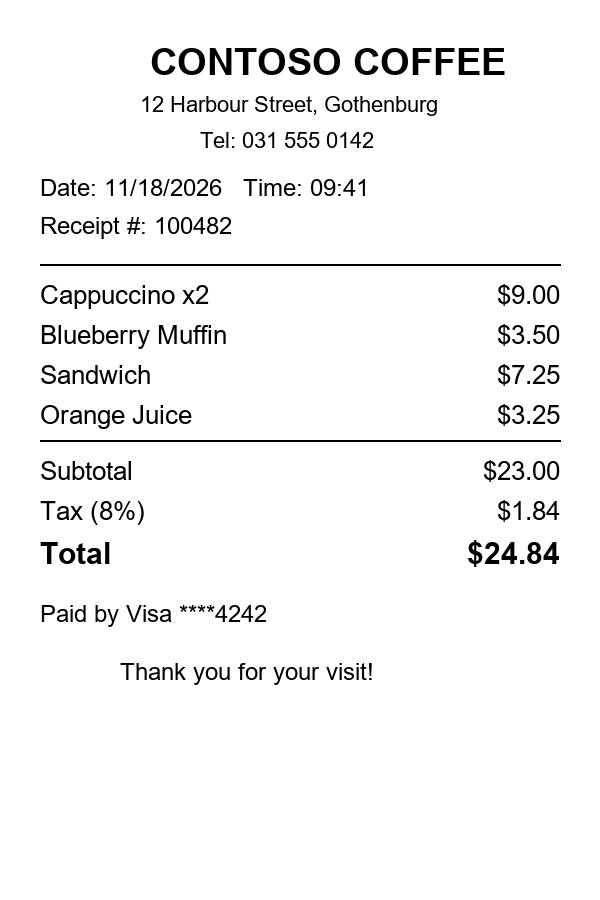 CONTOSO COFFEE
12 Harbour Street, Gothenburg
Tel: 031 555 0142
Date: 11/18/2026 Time: 09:41
Receipt #: 100482
Cappuccino x2 $9.00
Blueberry Muffin $3.50
Sandwich $7.25
Orange Juice $3.25
Subtotal $23.00
Tax (8%) $1.84
Total $24.84
Paid by Visa ****4242
Thank you for your visit!